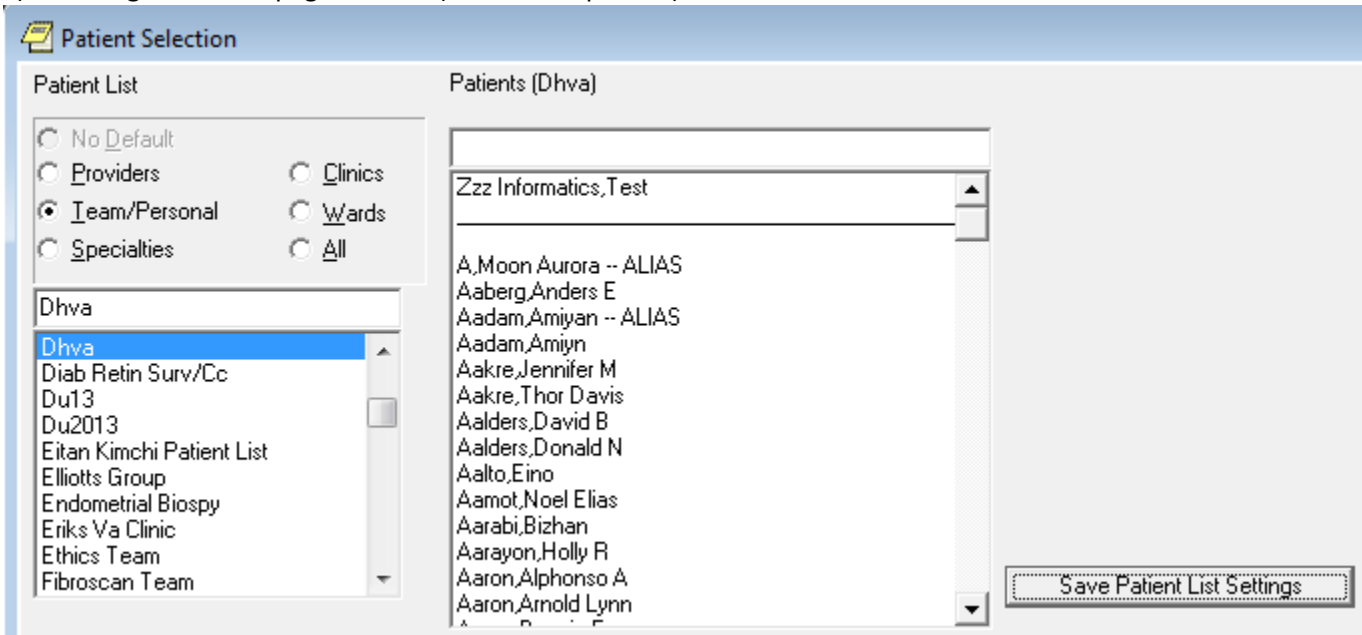 Patient Selection
Patient List
No Default
Providers
Clinics
Team/Personal
Wards
Specialties
All
Dhva
Dhva
Diab Retin Surv/Cc
Du13
Du2013
Eitan Kimchi Patient List
Elliotts Group
Endometrial Biospy
Eriks Va Clinic
Ethics Team
Fibroscan Team
Patients (Dhva)
Zzz Informatics,Test
A,Moon Aurora -- ALIAS
Aaberg,Anders E
Aadam,Amiyan -- ALIAS
Aadam,Amiyn
Aakre,Jennifer M
Aakre,Thor Davis
Aalders,David B
Aalders,Donald N
Aalto,Eino
Aamot,Noel Elias
Aarabi,Bizhan
Aarayon,Holly R
Aaron,Alphonso A
Aaron,Arnold Lynn
Save Patient List Settings